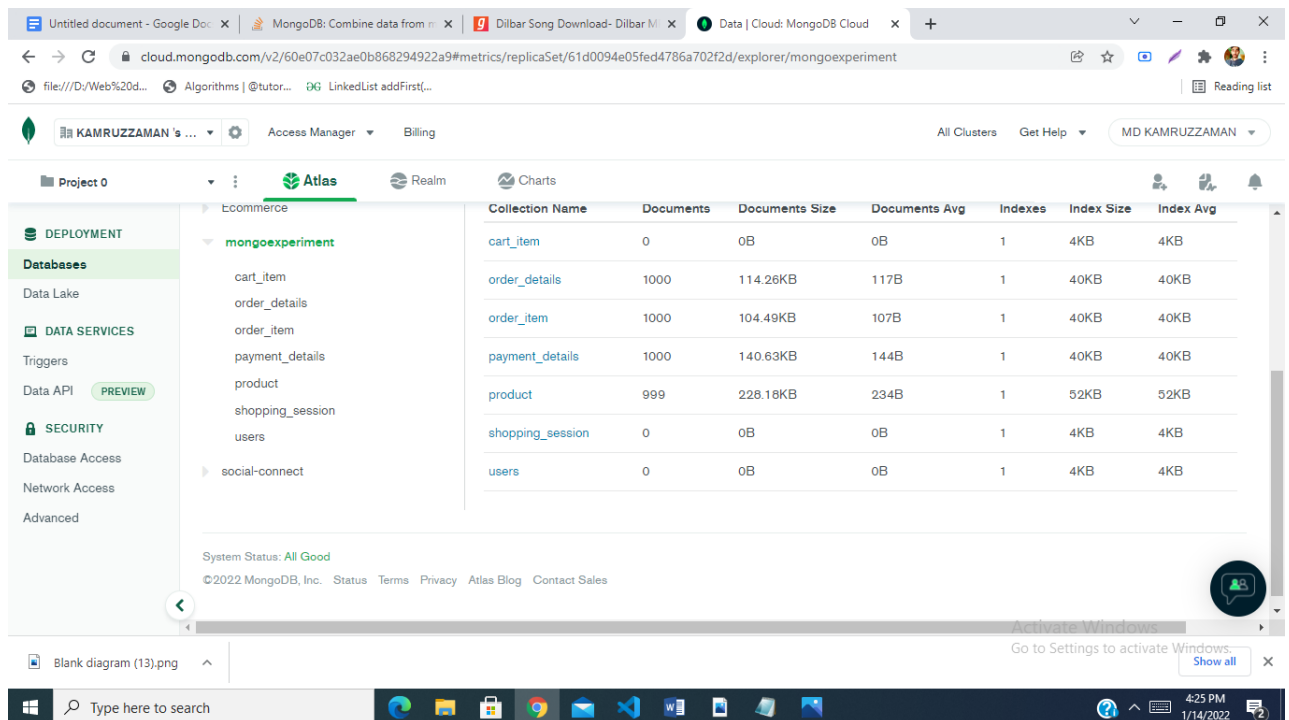 Untitled document - Google Doc
MongoDB: Combine data from m
Dilbar Song Download- Dilbar M
Data | Cloud: MongoDB Cloud
cloud.mongodb.com/v2/60e07c032ae0b868294922a9#metrics/replicaSet/61d0094e05fed4786a702f2d/explorer/mongoexperiment
file:///D:/Web%20d... Algorithms | @tutor... GG LinkedList addFirst(... Reading list
KAMRUZZAMAN 's ... Access Manager Billing All Clusters Get Help MD KAMRUZZAMAN
Project 0 Atlas Realm Charts
DEPLOYMENT
Databases
Data Lake
DATA SERVICES
Triggers
Data API PREVIEW
SECURITY
Database Access
Network Access
Advanced
Ecommerce
mongoexperiment
cart_item
order_details
order_item
payment_details
product
shopping_session
users
social-connect
Collection Name Documents Documents Size Documents Avg Indexes Index Size Index Avg
cart_item 0 0B 0B 1 4KB 4KB
order_details 1000 114.26KB 117B 1 40KB 40KB
order_item 1000 104.49KB 107B 1 40KB 40KB
payment_details 1000 140.63KB 144B 1 40KB 40KB
product 999 228.18KB 234B 1 52KB 52KB
shopping_session 0 0B 0B 1 4KB 4KB
users 0 0B 0B 1 4KB 4KB
System Status: All Good
©2022 MongoDB, Inc. Status Terms Privacy Atlas Blog Contact Sales
Activate Windows
Go to Settings to activate Windows.
Blank diagram (13).png
Show all
Type here to search
4:25 PM
1/14/2022
2